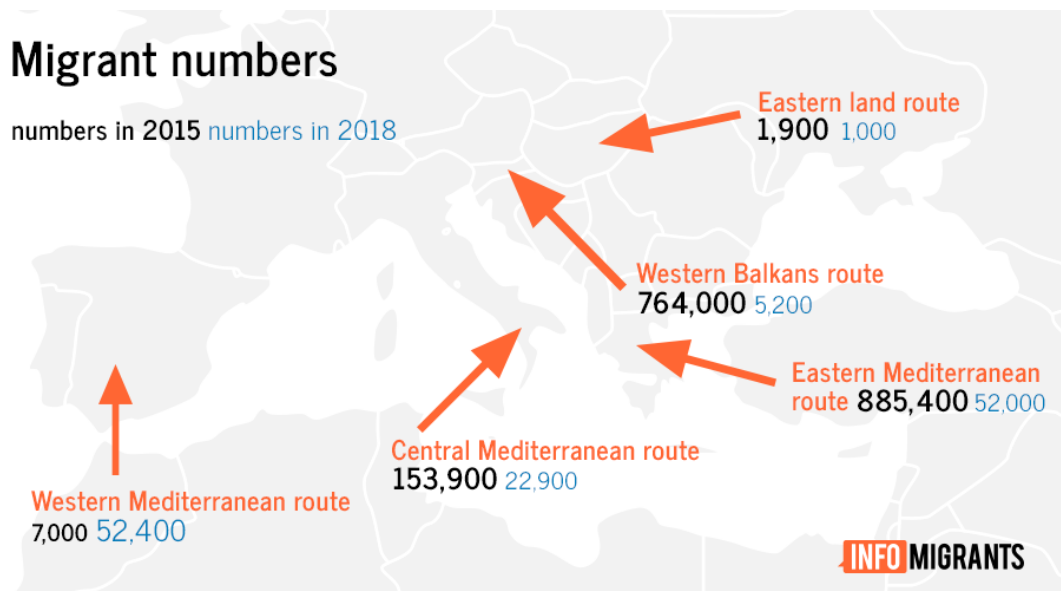 Migrant numbers
numbers in 2015 numbers in 2018
Eastern land route
1,900 1,000
Western Balkans route
764,000 5,200
Eastern Mediterranean
route 885,400 52,000
Central Mediterranean route
153,900 22,900
Western Mediterranean route
7,000 52,400
INFO MIGRANTS